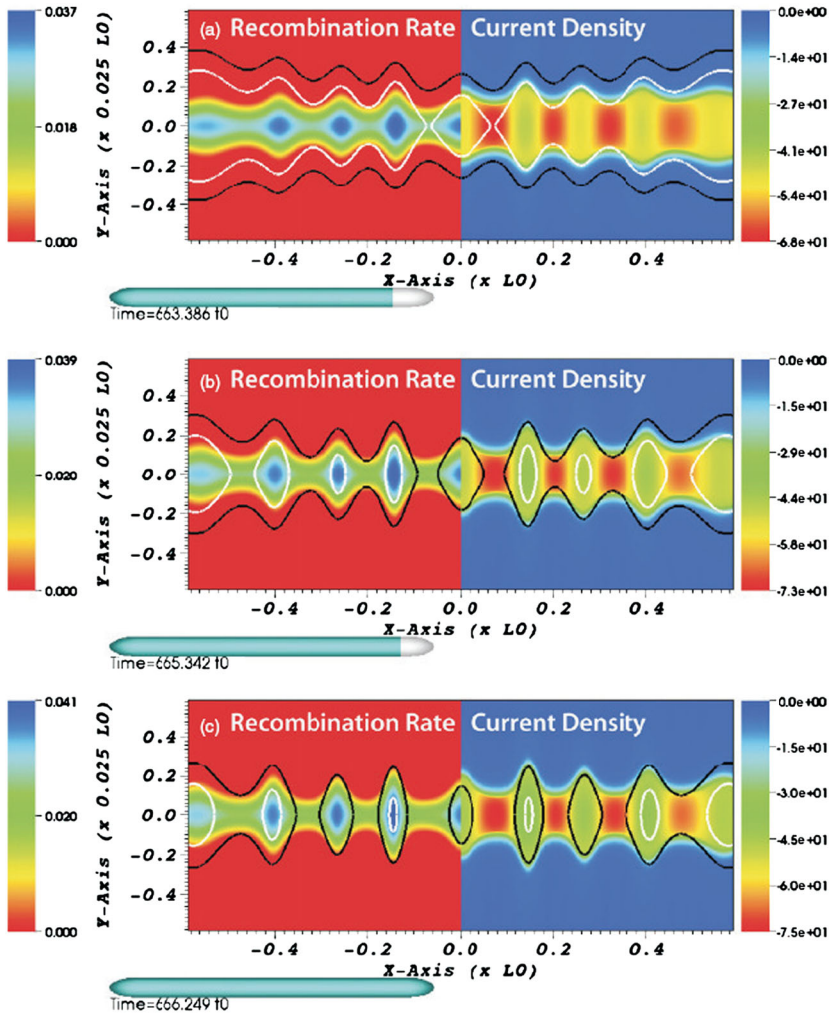 0.037
0.018
0.000
Y-Axis (x 0.025 L0)
0.4
0.2
0.0
-0.2
-0.4
(a) Recombination Rate Current Density
0.0e+00
-1.4e+01
-2.7e+01
-4.1e+01
-5.4e+01
-6.8e+01
-0.4 -0.2 0.0 0.2 0.4
X-Axis (x L0)
Time=663.386 t0
0.039
0.020
0.000
Y-Axis (x 0.025 L0)
0.4
0.2
0.0
-0.2
-0.4
(b) Recombination Rate Current Density
0.0e+00
-1.5e+01
-2.9e+01
-4.4e+01
-5.8e+01
-7.3e+01
-0.4 -0.2 0.0 0.2 0.4
X-Axis (x L0)
Time=665.342 t0
0.041
0.020
0.000
Y-Axis (x 0.025 L0)
0.4
0.2
0.0
-0.2
-0.4
(c) Recombination Rate Current Density
0.0e+00
-1.5e+01
-3.0e+01
-4.5e+01
-6.0e+01
-7.5e+01
-0.4 -0.2 0.0 0.2 0.4
X-Axis (x L0)
Time=666.249 t0